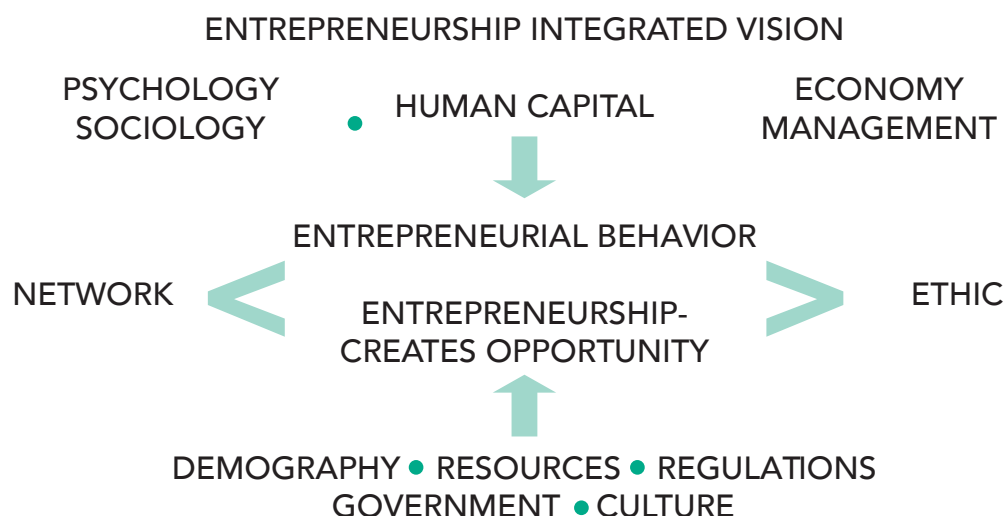 ENTREPRENEURSHIP INTEGRATED VISION
PSYCHOLOGY
SOCIOLOGY
• HUMAN CAPITAL
ECONOMY
MANAGEMENT
ENTREPRENEURIAL BEHAVIOR
NETWORK
<
>
ETHIC
ENTREPRENEURSHIP-
CREATES OPPORTUNITY
DEMOGRAPHY • RESOURCES • REGULATIONS
GOVERNMENT • CULTURE